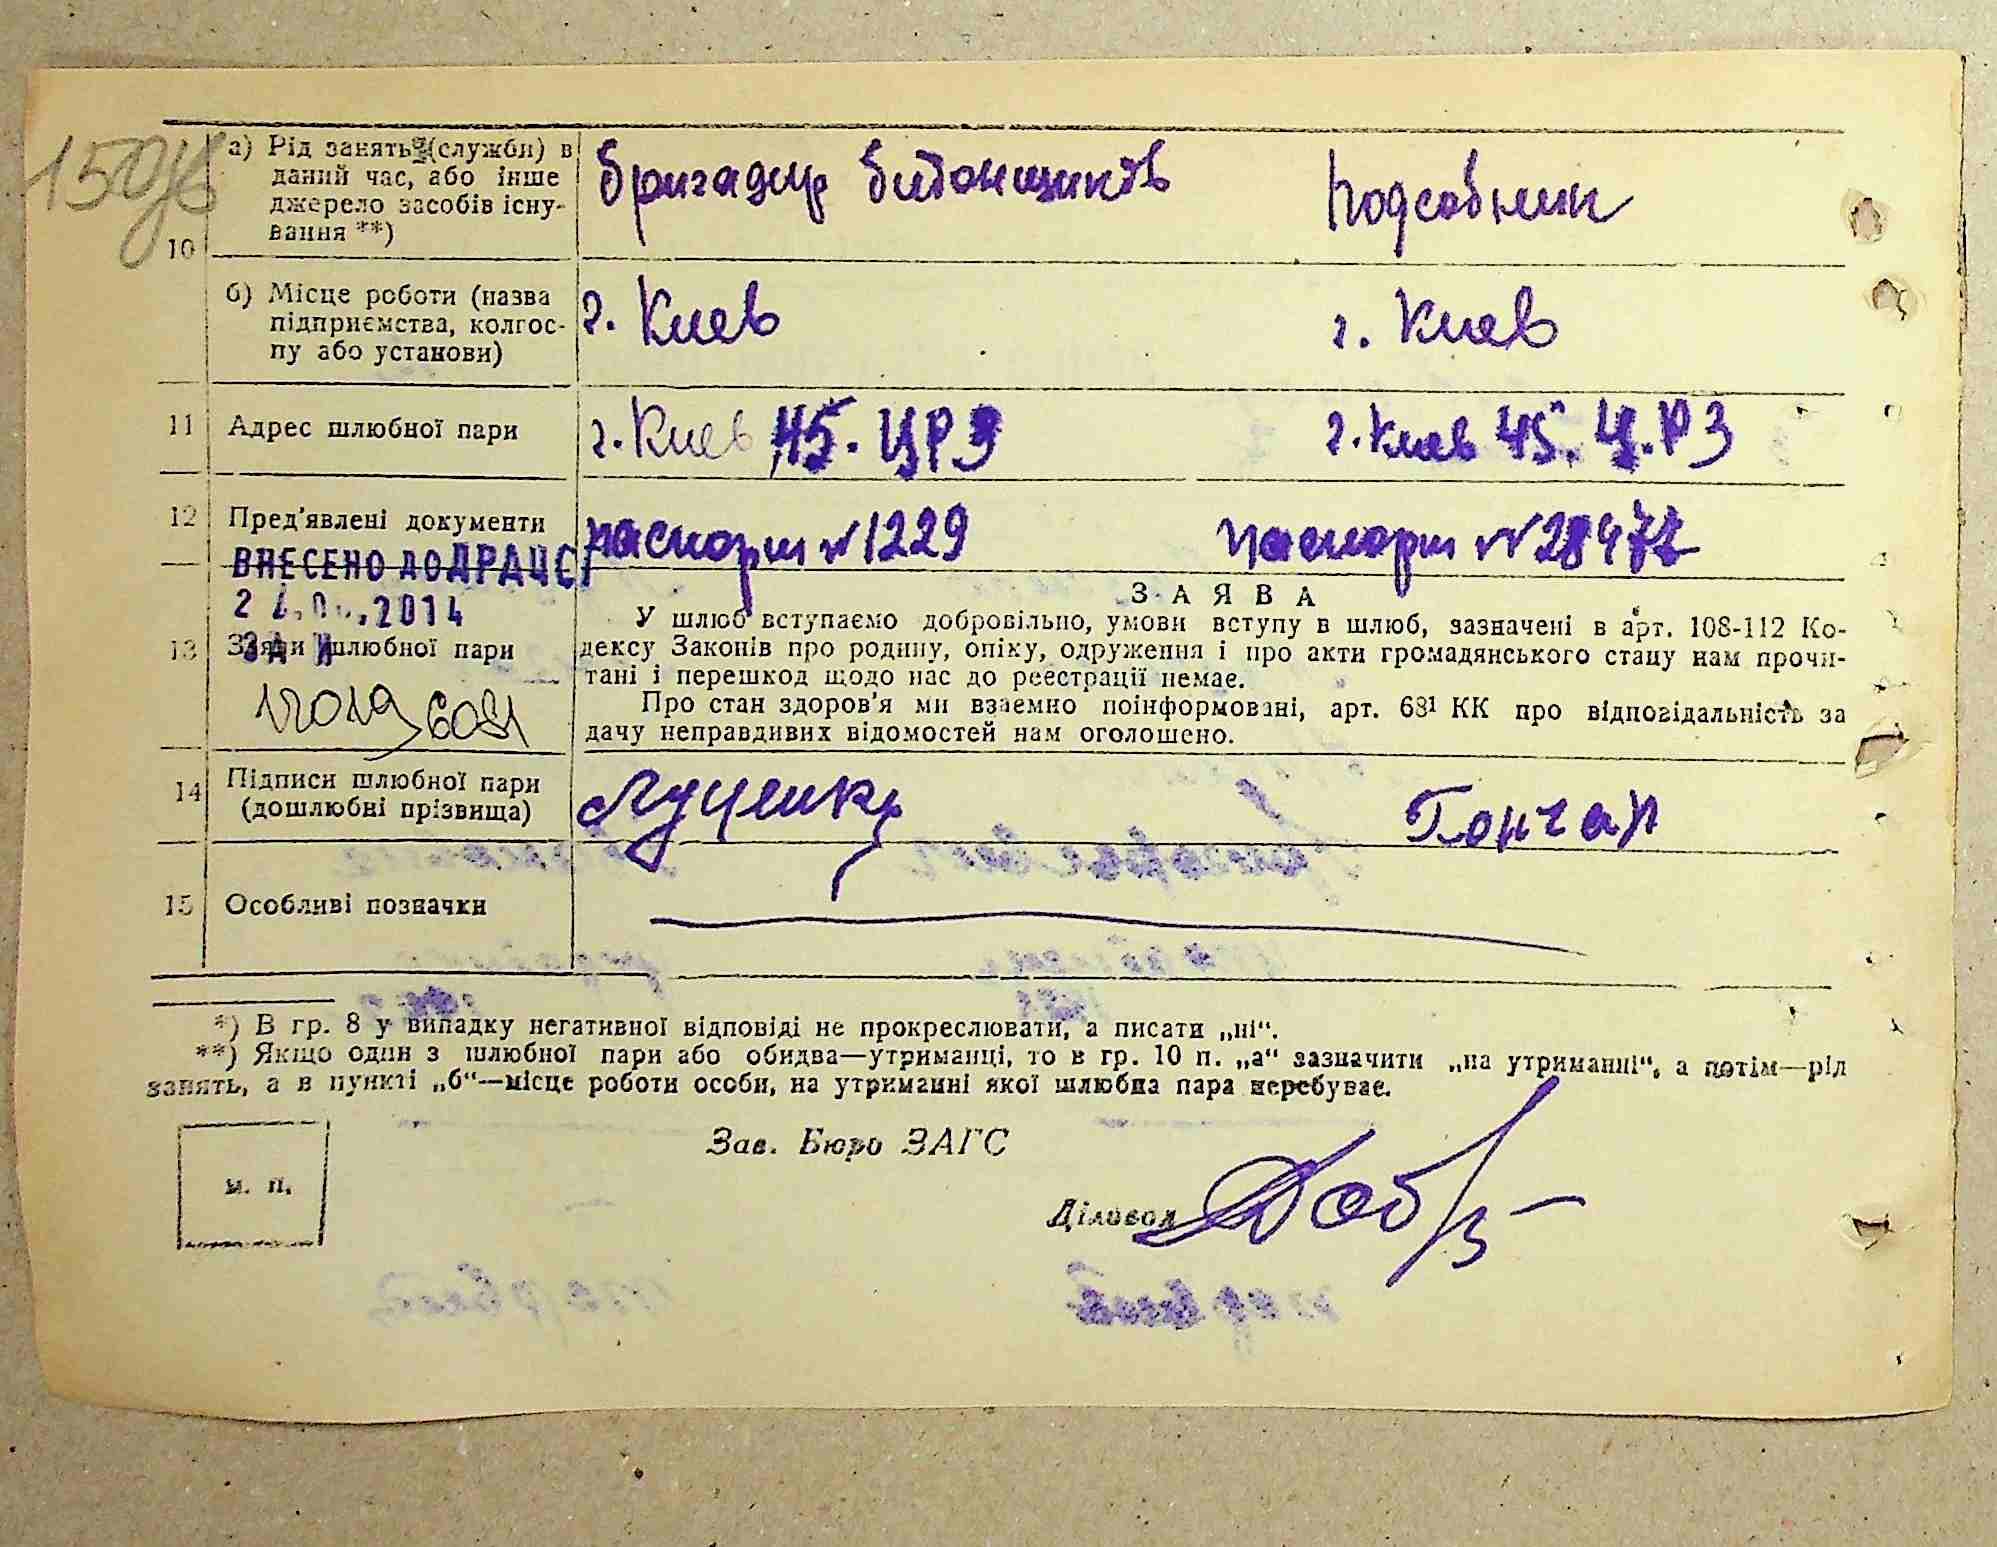 150
а) Рід занять (служби) в
даний час, або інше
джерело засобів існу-
вання **)
10
бригадир битонщиков
подсобник
б) Місце роботи (назва
підприємства, колгос-
пу або установи)
г. Киев
г. Киев
11 Адрес шлюбної пари
г. Киев 45. ЦРЗ
г. Киев 45. Ц.РЗ
12 Пред'явлені документи
паспорт № 1229
паспорт №
ВНЕСЕНО ДО ДРАЦС
2014
13 Заяви шлюбної пари
З А Я В А
У шлюб вступаємо добровільно, умови вступу в шлюб, зазначені в арт. 108-112 Ко-
дексу Законів про родину, опіку, одруження і про акти громадянського стану нам прочи-
тані і перешкод щодо нас до реєстрації немає.
Про стан здоров'я ми взаємно поінформовані, арт. 68¹ КК про відповідальність за
дачу неправдивих відомостей нам оголошено.
14 Підписи шлюбної пари
(дошлюбні прізвища)
Луценко
Гончар
15 Особливі позначки
*) В гр. 8 у випадку негативної відповіді не прокреслювати, а писати „ні“.
**) Якщо один з шлюбної пари або обидва—утриманці, то в гр. 10 п. „а“ зазначити „на утриманні“, а потім—рід
занять, а в пункті „б“—місце роботи особи, на утриманні якої шлюбна пара перебуває.
м. п.
Зав. Бюро ЗАГС
Діловод